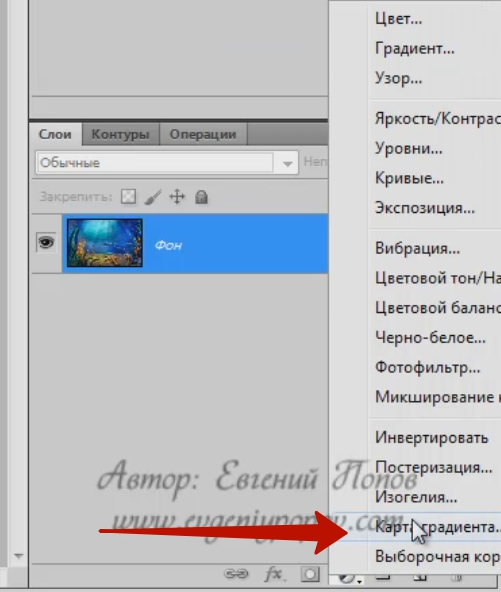 Цвет...
Градиент...
Узор...
Яркость/Контрас
Уровни...
Кривые...
Экспозиция...
Вибрация...
Цветовой тон/На
Цветовой баланс
Черно-белое...
Фотофильтр...
Микширование к
Инвертировать
Постеризация...
Изогелия...
Карта градиента...
Выборочная кор
Слои Контуры Операции
Обычные Неп
Закрепить:
Фон
Автор: Евгений Попов
www.evgeniypopov.com
fx.